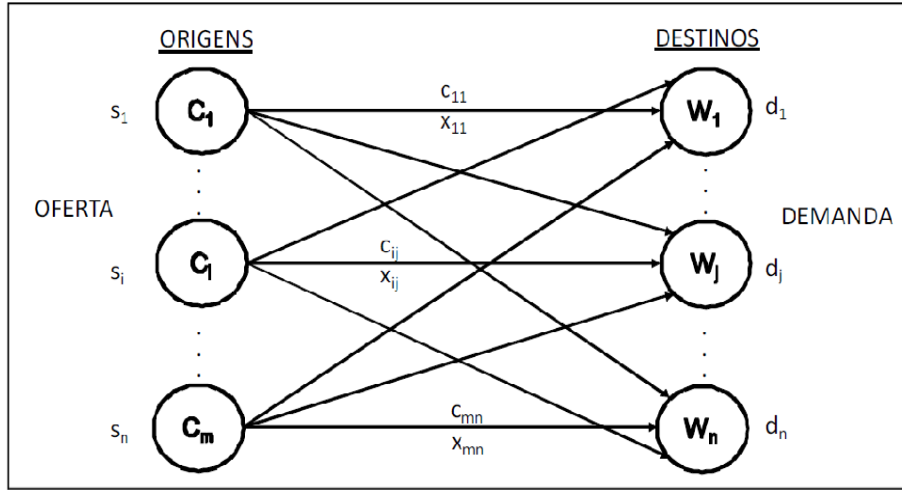 ORIGENS DESTINOS
s₁ C₁ c₁₁ W₁ d₁
x₁₁
OFERTA DEMANDA
sᵢ Cᵢ cᵢⱼ Wⱼ dⱼ
xᵢⱼ
sₙ Cₘ cₘₙ Wₙ dₙ
xₘₙ